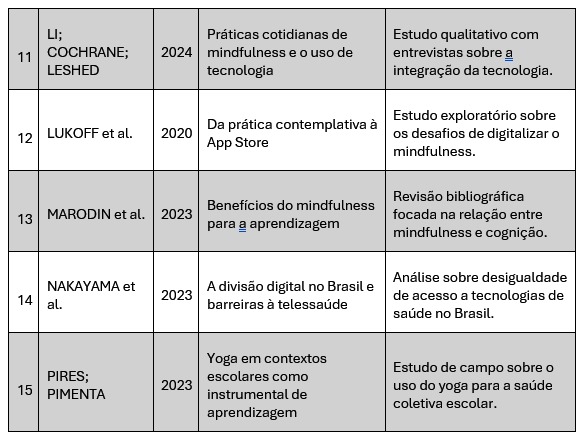 11
LI;
COCHRANE;
LESHED
2024
Práticas cotidianas de
mindfulness e o uso de
tecnologia
Estudo qualitativo com
entrevistas sobre a
integração da tecnologia.
12
LUKOFF et al.
2020
Da prática contemplativa à
App Store
Estudo exploratório sobre
os desafios de digitalizar o
mindfulness.
13
MARODIN et al.
2023
Benefícios do mindfulness
para a aprendizagem
Revisão bibliográfica
focada na relação entre
mindfulness e cognição.
14
NAKAYAMA et
al.
2023
A divisão digital no Brasil e
barreiras à telessaúde
Análise sobre desigualdade
de acesso a tecnologias de
saúde no Brasil.
15
PIRES;
PIMENTA
2023
Yoga em contextos
escolares como
instrumental de
aprendizagem
Estudo de campo sobre o
uso do yoga para a saúde
coletiva escolar.